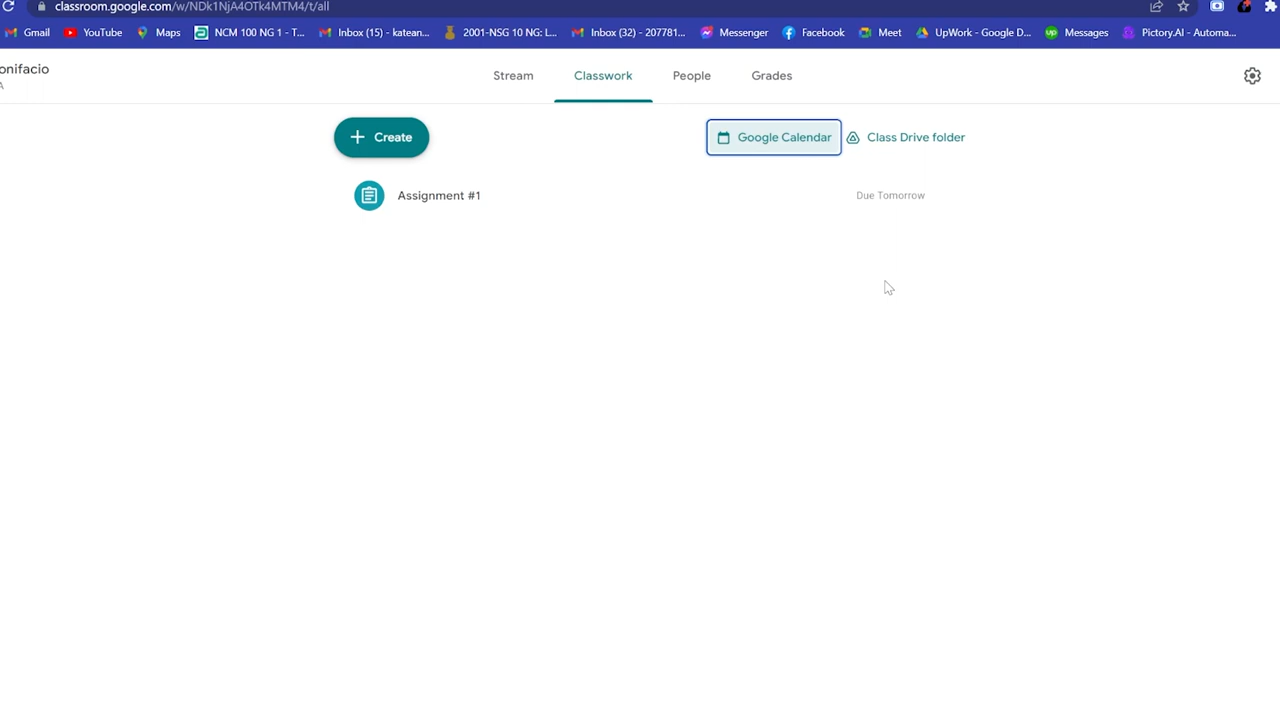 classroom.google.com/w/NDk1NjA4OTk4MTM4/t/all
Gmail YouTube Maps NCM 100 NG 1 - T... Inbox (15) - katean... 2001-NSG 10 NG: L... Inbox (32) - 207781... Messenger Facebook Meet UpWork - Google D... Messages Pictory.AI - Automa...
onifacio
A
Stream Classwork People Grades
Create
Google Calendar Class Drive folder
Assignment #1 Due Tomorrow